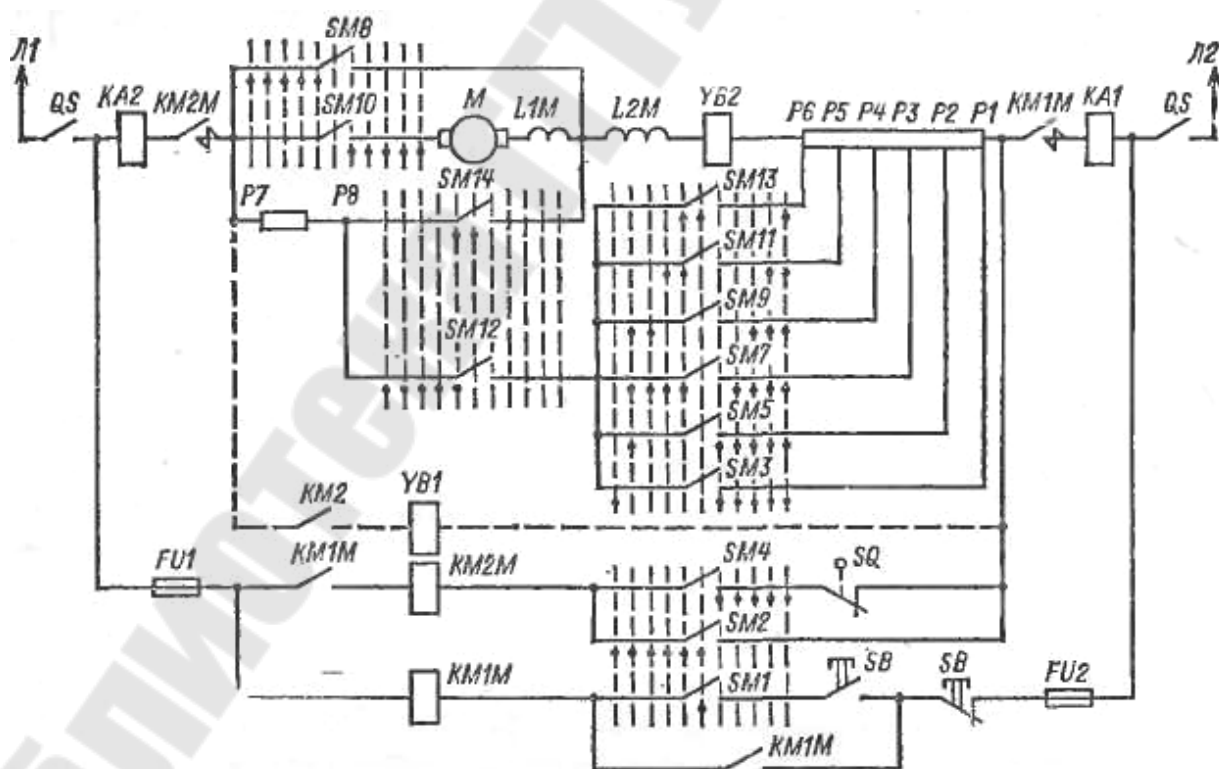 SM8
Л1
Л2
QS
KA2
KM2M
SM10
M
L1M
L2M
YB2
P6 P5 P4 P3 P2 P1
KM1M
KA1
QS
P7
P8
SM14
SM13
SM11
SM9
SM12
SM7
SM5
SM3
KM2
YB1
FU1
KM1M
KM2M
SM4
SQ
SM2
KM1M
SM1
SB
SB
FU2
KM1M